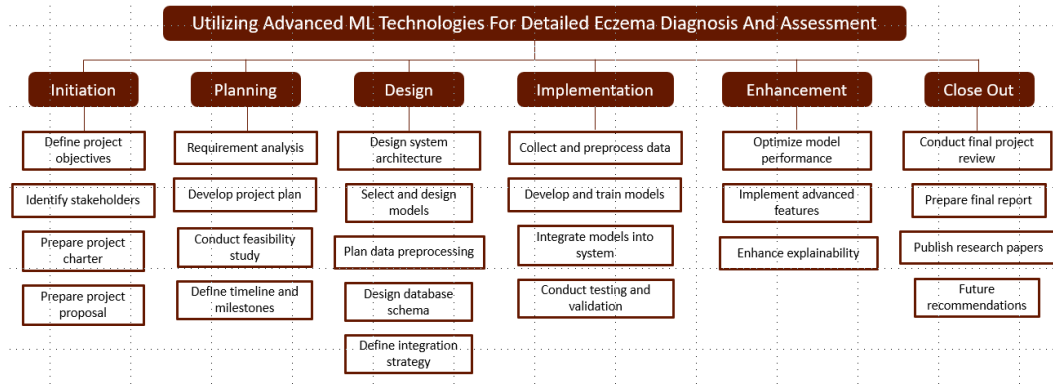 Utilizing Advanced ML Technologies For Detailed Eczema Diagnosis And Assessment
Initiation
Define project
objectives
Identify stakeholders
Prepare project
charter
Prepare project
proposal
Planning
Requirement analysis
Develop project plan
Conduct feasibility
study
Define timeline and
milestones
Design
Design system
architecture
Select and design
models
Plan data preprocessing
Design database
schema
Define integration
strategy
Implementation
Collect and preprocess data
Develop and train models
Integrate models into
system
Conduct testing and
validation
Enhancement
Optimize model
performance
Implement advanced
features
Enhance explainability
Close Out
Conduct final project
review
Prepare final report
Publish research papers
Future
recommendations